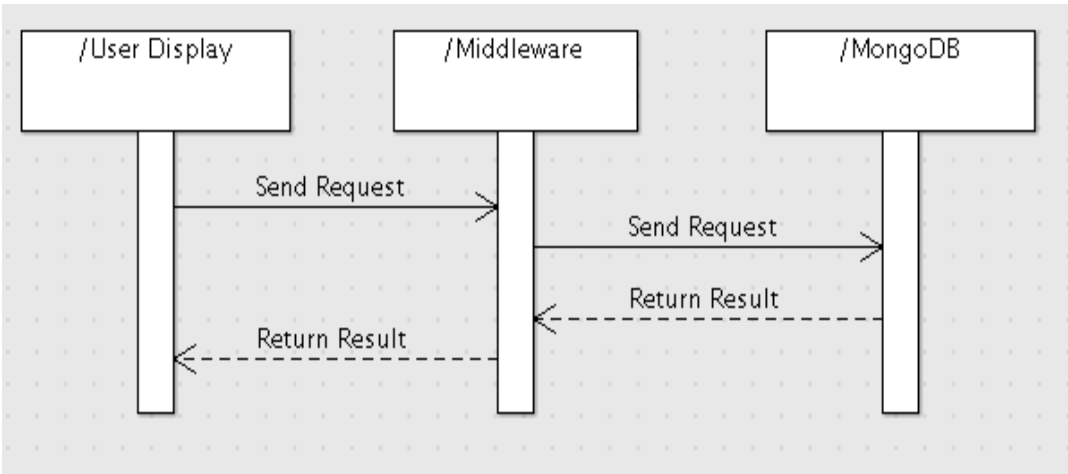 /User Display
/Middleware
/MongoDB
Send Request
Send Request
Return Result
Return Result